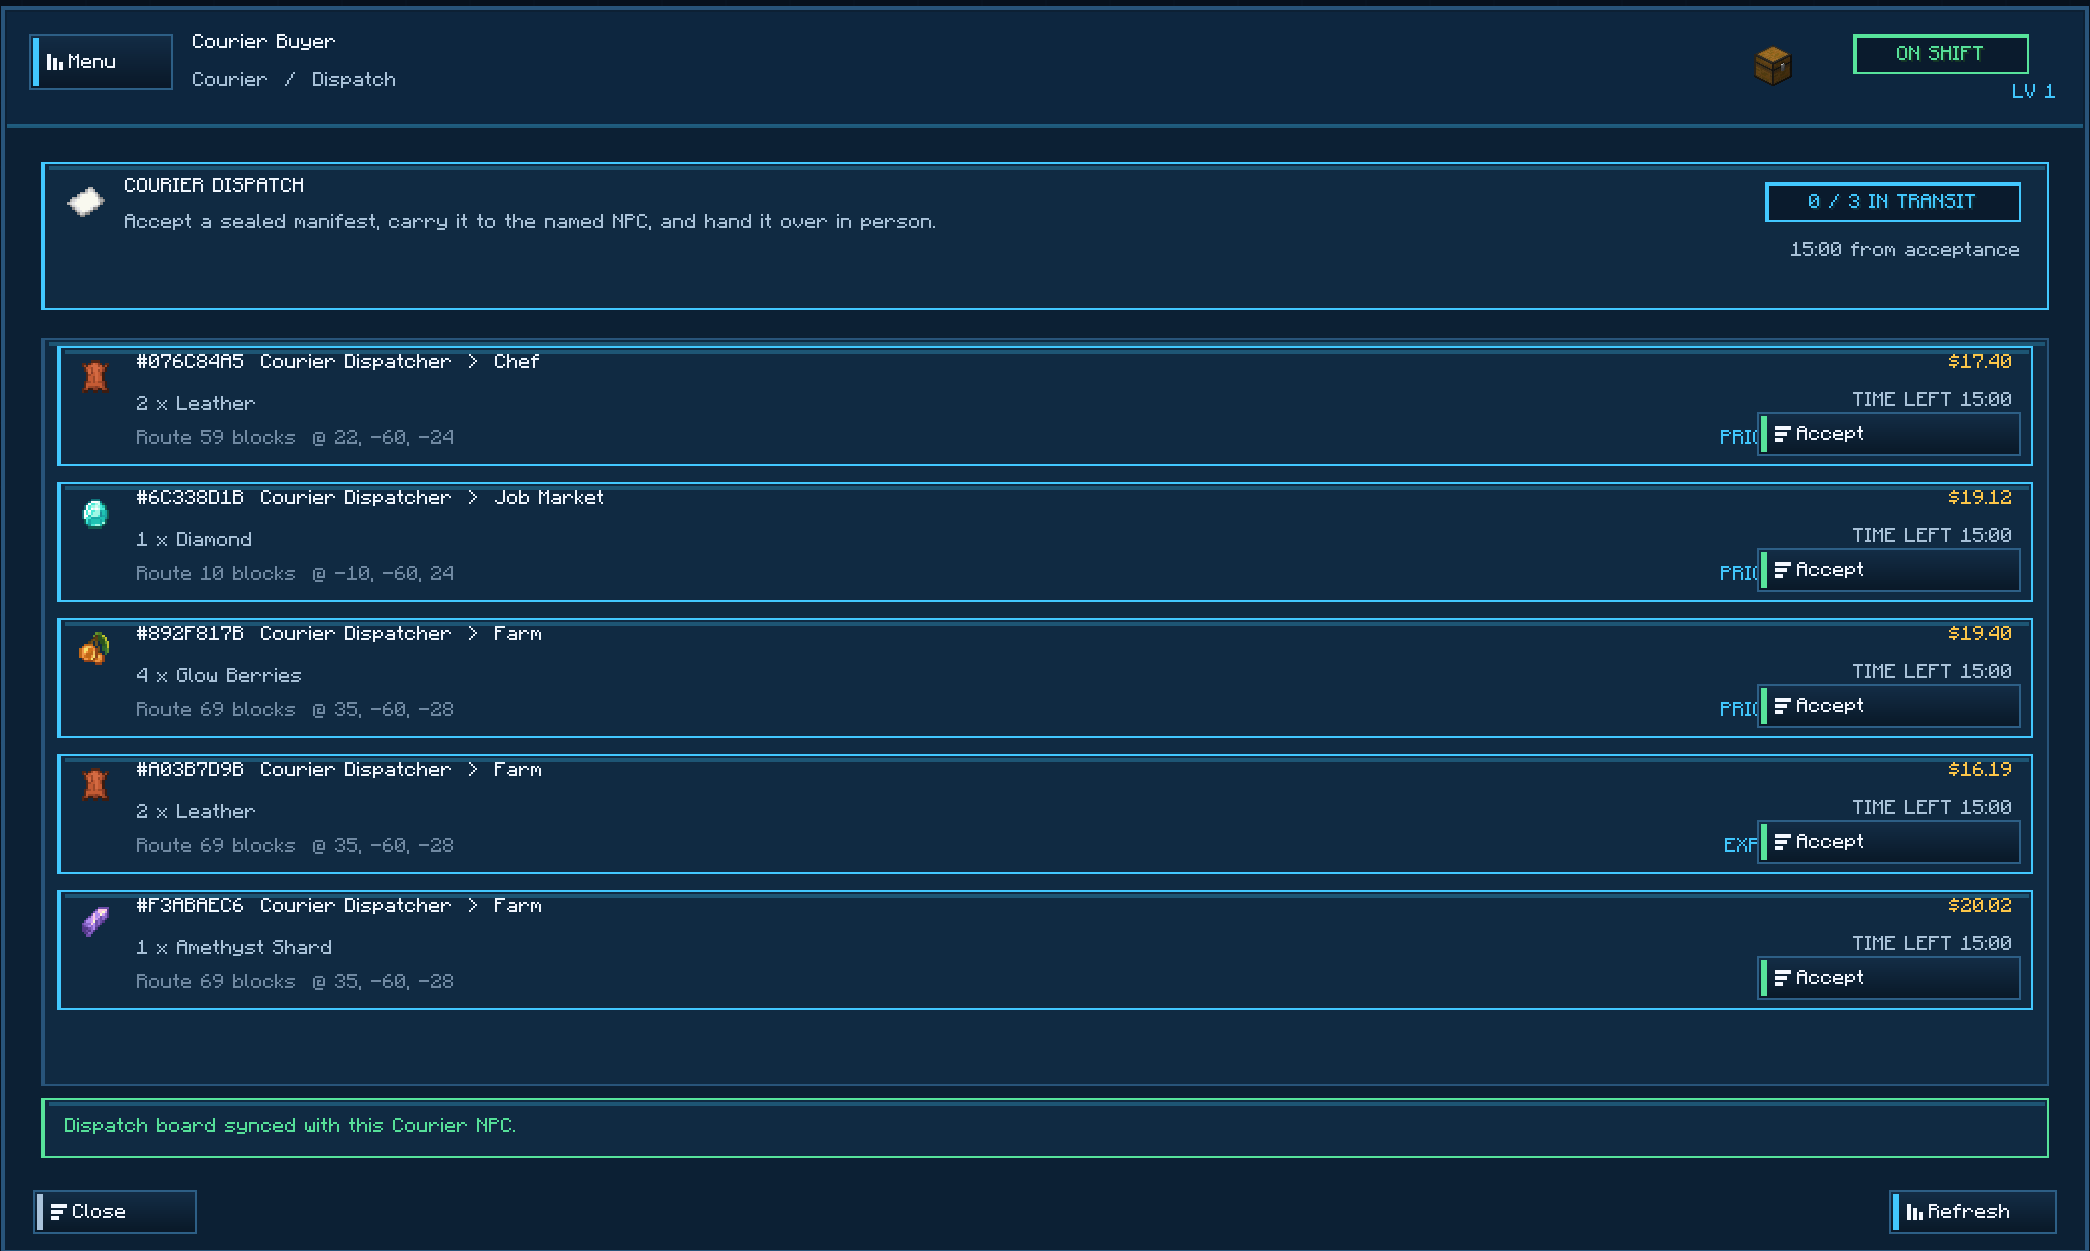 Menu
Courier Buyer
Courier / Dispatch
ON SHIFT
LV 1
COURIER DISPATCH
Accept a sealed manifest, carry it to the named NPC, and hand it over in person.
0 / 3 IN TRANSIT
15:00 from acceptance
#076C84A5 Courier Dispatcher > Chef
$17.40
2 x Leather
TIME LEFT 15:00
Route 59 blocks @ 22, -60, -24
Accept
#6C338D1B Courier Dispatcher > Job Market
$19.12
1 x Diamond
TIME LEFT 15:00
Route 10 blocks @ -10, -60, 24
Accept
#892F817B Courier Dispatcher > Farm
$19.40
4 x Glow Berries
TIME LEFT 15:00
Route 69 blocks @ 35, -60, -28
Accept
#A03B7D9B Courier Dispatcher > Farm
$16.19
2 x Leather
TIME LEFT 15:00
Route 69 blocks @ 35, -60, -28
Accept
#F3ABAEC6 Courier Dispatcher > Farm
$20.02
1 x Amethyst Shard
TIME LEFT 15:00
Route 69 blocks @ 35, -60, -28
Accept
Dispatch board synced with this Courier NPC.
Close
Refresh